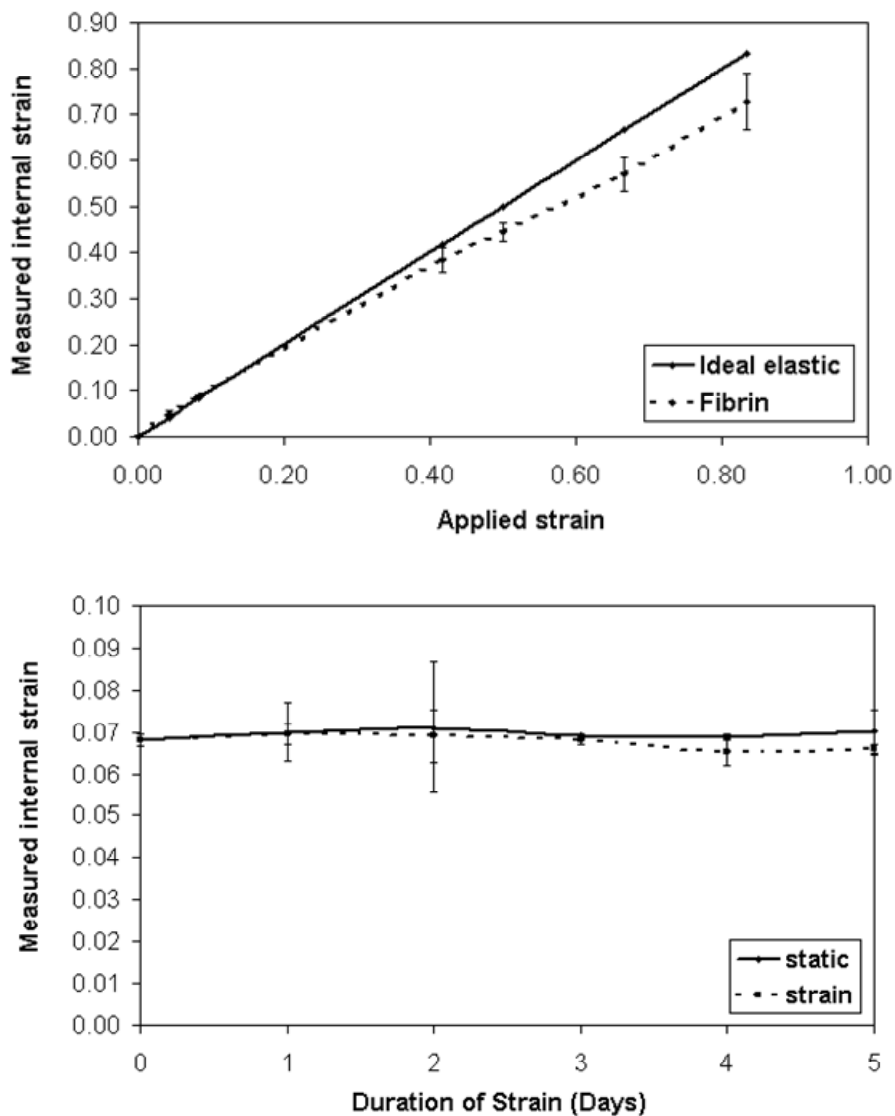 0.90
0.80
0.70
0.60
0.50
0.40
0.30
0.20
0.10
0.00
Measured internal strain
Ideal elastic
Fibrin
0.00 0.20 0.40 0.60 0.80 1.00
Applied strain
0.10
0.09
0.08
0.07
0.06
0.05
0.04
0.03
0.02
0.01
0.00
Measured internal strain
static
strain
0 1 2 3 4 5
Duration of Strain (Days)